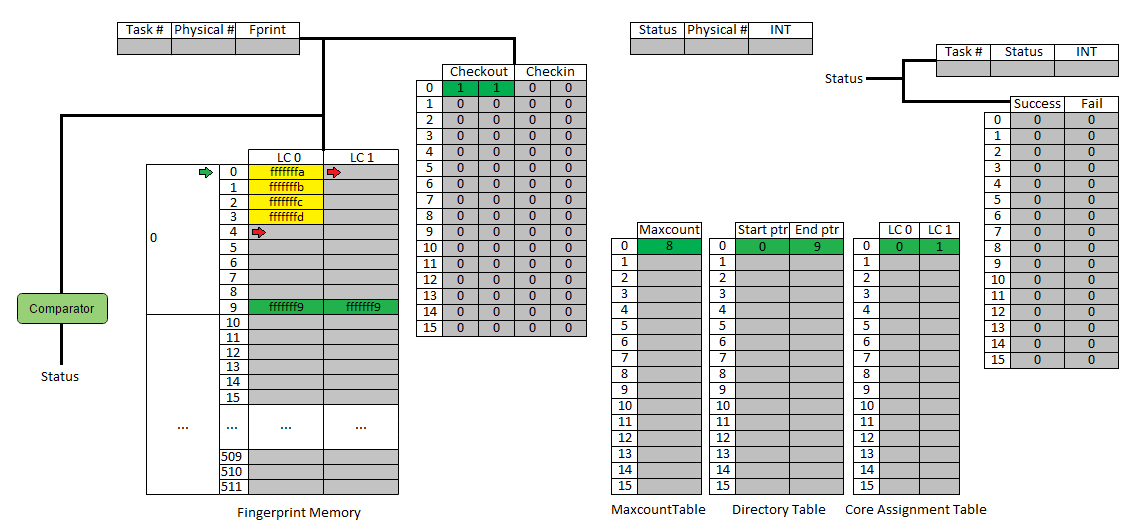 Task # Physical # Fprint
Status Physical # INT
Task # Status INT
Status
Checkout Checkin
0 1 1 0 0
1 0 0 0 0
2 0 0 0 0
3 0 0 0 0
4 0 0 0 0
5 0 0 0 0
6 0 0 0 0
7 0 0 0 0
8 0 0 0 0
9 0 0 0 0
10 0 0 0 0
11 0 0 0 0
12 0 0 0 0
13 0 0 0 0
14 0 0 0 0
15 0 0 0 0
Success Fail
0 0 0
1 0 0
2 0 0
3 0 0
4 0 0
5 0 0
6 0 0
7 0 0
8 0 0
9 0 0
10 0 0
11 0 0
12 0 0
13 0 0
14 0 0
15 0 0
LC 0 LC 1
0
0 fffffffa
1 fffffffb
2 fffffffc
3 fffffffd
4
5
6
7
8
9 fffffff9 fffffff9
10
11
12
13
14
15
... ... ... ...
509
510
511
Fingerprint Memory
Comparator
Status
Maxcount
0 8
1
2
3
4
5
6
7
8
9
10
11
12
13
14
15
MaxcountTable
Start ptr End ptr
0 0 9
1
2
3
4
5
6
7
8
9
10
11
12
13
14
15
Directory Table
LC 0 LC 1
0 0 1
1
2
3
4
5
6
7
8
9
10
11
12
13
14
15
Core Assignment Table